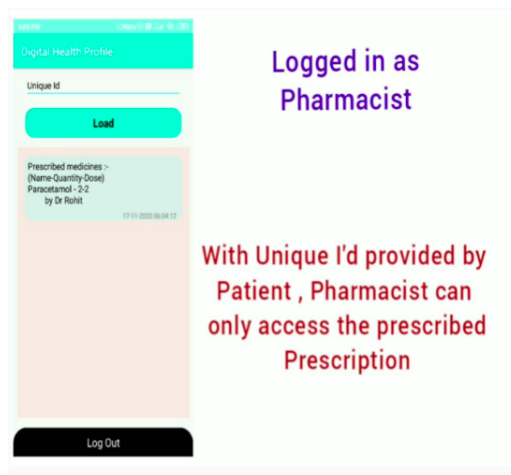 Digital Health Profile
Unique Id
Load
Prescribed medicines :-
(Name-Quantity-Dose)
Paracetamol - 2-2
by Dr Rohit
17-11-2020 06:04:12
Log Out
Logged in as
Pharmacist
With Unique I'd provided by
Patient , Pharmacist can
only access the prescribed
Prescription